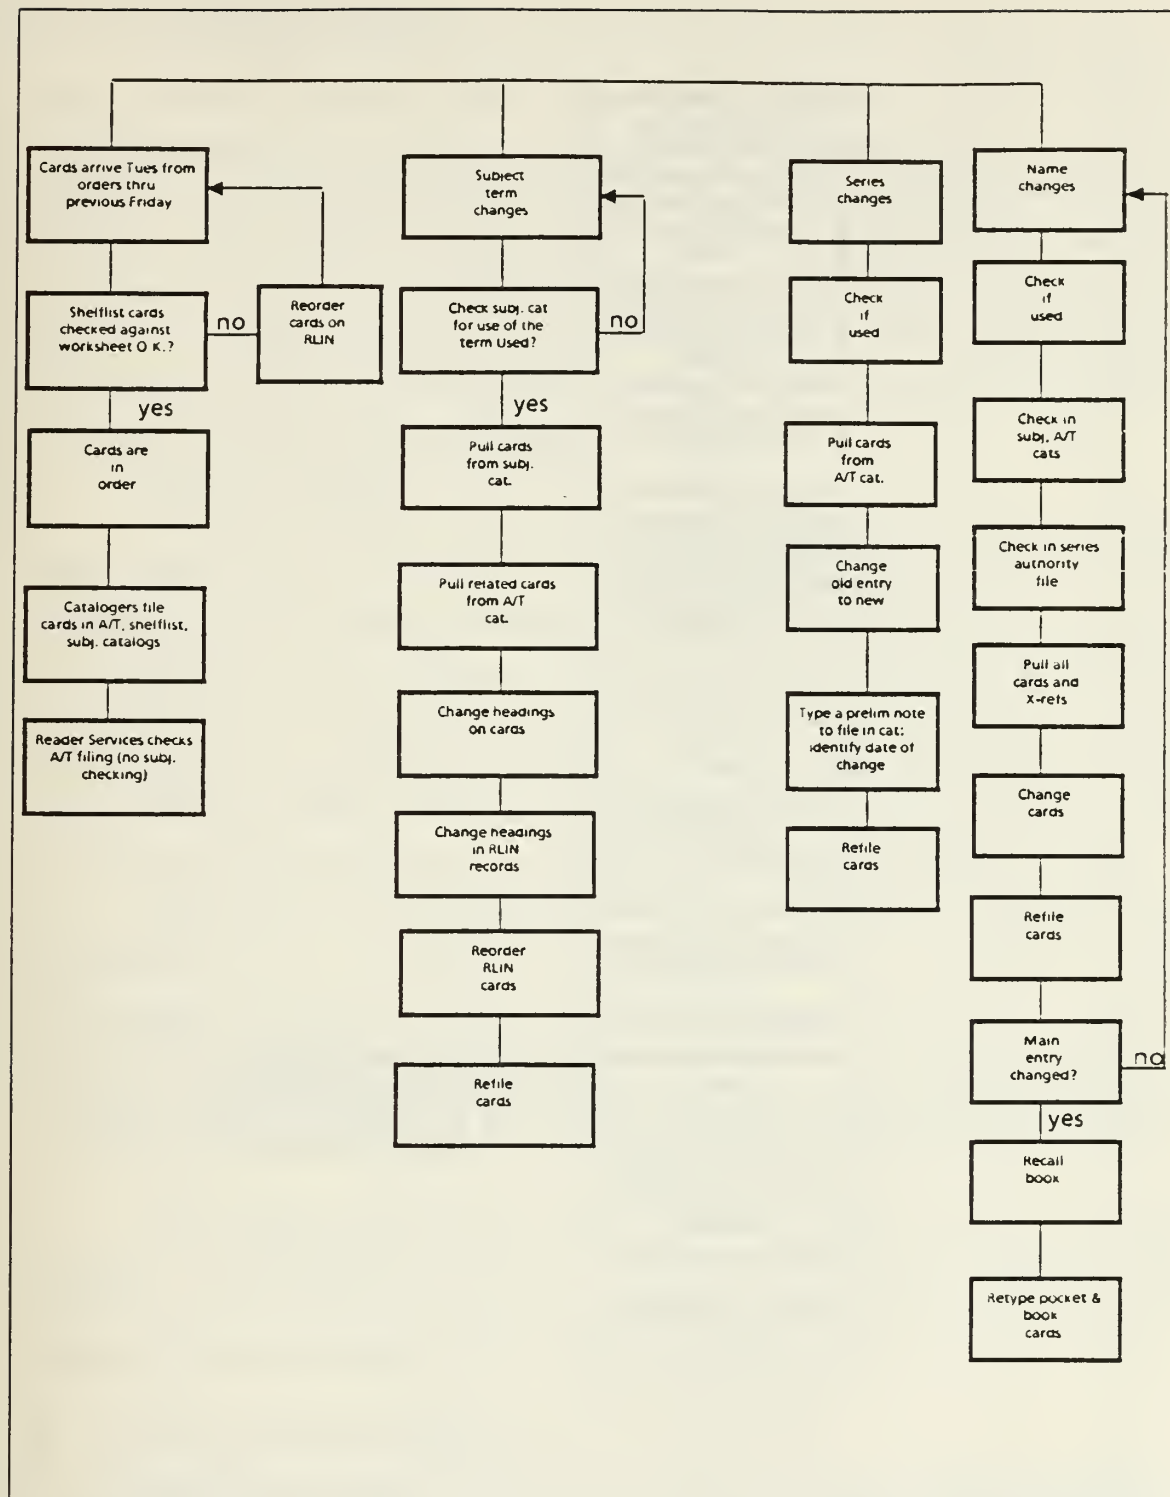 Cards arrive Tues from
orders thru
previous Friday
Shelflist cards
checked against
worksheet O.K.?
no
Reorder
cards on
RLIN
yes
Cards are
in
order
Catalogers file
cards in A/T, shelflist,
subj. catalogs
Reader Services checks
A/T filing (no subj.
checking)
Subject
term
changes
Check subj. cat
for use of the
term Used?
no
yes
Pull cards
from subj.
cat.
Pull related cards
from A/T
cat.
Change headings
on cards
Change headings
in RLIN
records
Reorder
RLIN
cards
Refile
cards
Series
changes
Check
if
used
Pull cards
from
A/T cat.
Change
old entry
to new
Type a prelim note
to file in cat;
identify date of
change
Refile
cards
Name
changes
Check
if
used
Check in
subj, A/T
cats
Check in series
authority
file
Pull all
cards and
X-refs
Change
cards
Refile
cards
Main
entry
changed?
no
yes
Recall
book
Retype pocket &
book
cards